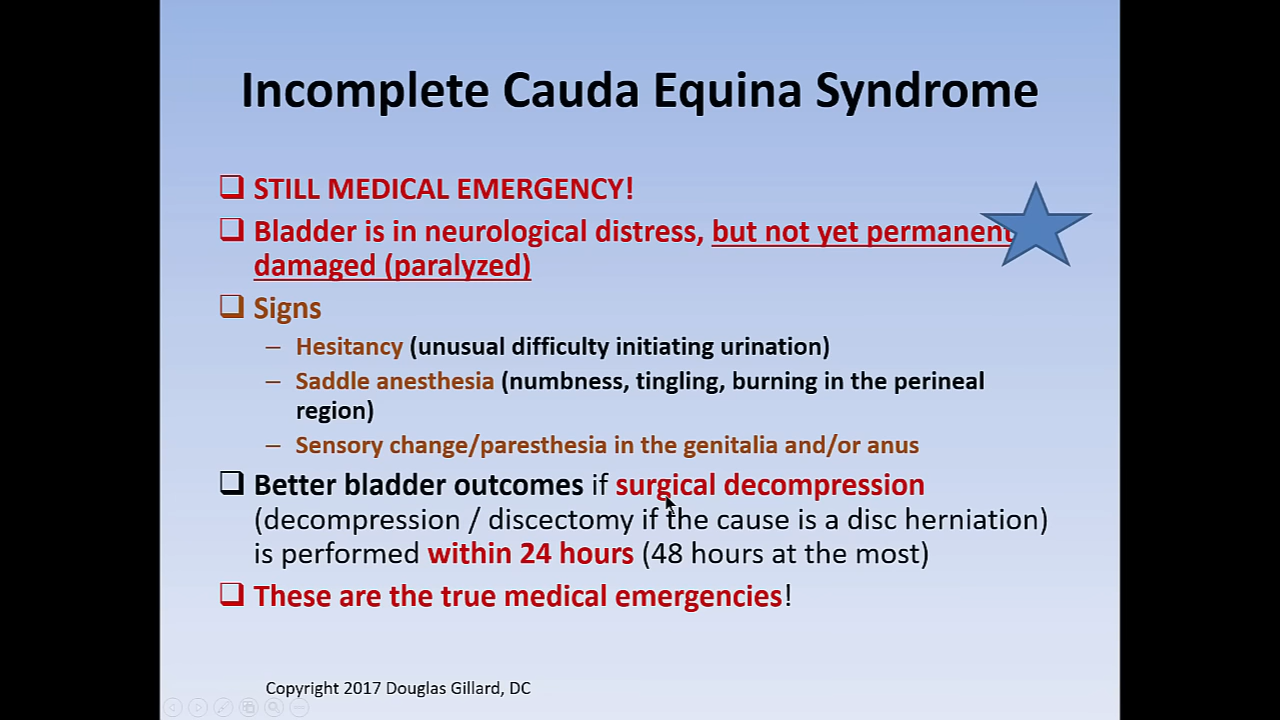 Incomplete Cauda Equina Syndrome
STILL MEDICAL EMERGENCY!
Bladder is in neurological distress, but not yet permanent
damaged (paralyzed)
Signs
– Hesitancy (unusual difficulty initiating urination)
– Saddle anesthesia (numbness, tingling, burning in the perineal
region)
– Sensory change/paresthesia in the genitalia and/or anus
Better bladder outcomes if surgical decompression
(decompression / discectomy if the cause is a disc herniation)
is performed within 24 hours (48 hours at the most)
These are the true medical emergencies!
Copyright 2017 Douglas Gillard, DC